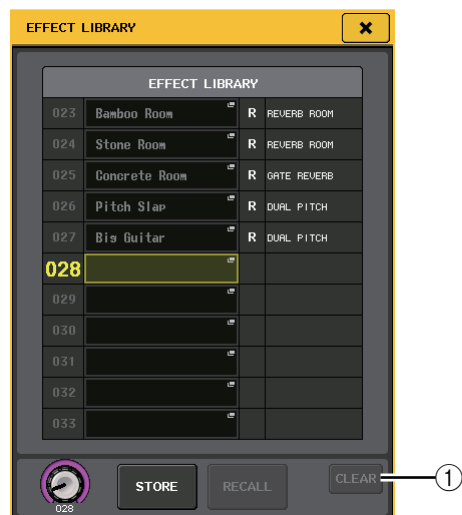 EFFECT LIBRARY
EFFECT LIBRARY
023 Bamboo Room R REVERB ROOM
024 Stone Room R REVERB ROOM
025 Concrete Room R GATE REVERB
026 Pitch Slap R DUAL PITCH
027 Big Guitar R DUAL PITCH
028
029
030
031
032
033
028 STORE RECALL CLEAR ①